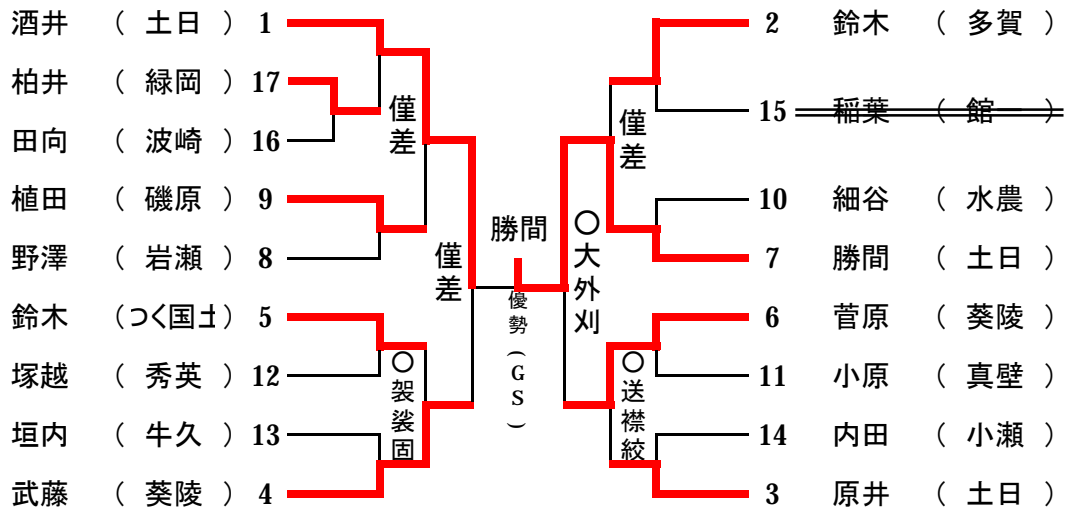 酒井 （ 土日 ） 1
柏井 （ 緑岡 ） 17
田向 （ 波崎 ） 16
植田 （ 磯原 ） 9
野澤 （ 岩瀬 ） 8
鈴木 （つく国土） 5
塚越 （ 秀英 ） 12
垣内 （ 牛久 ） 13
武藤 （ 葵陵 ） 4
僅差
〇袈裟固
僅差
勝間
優勢（GS）
〇大外刈
僅差
〇送襟絞
2 鈴木 （ 多賀 ）
15 稲葉 （ 館一 ）
10 細谷 （ 水農 ）
7 勝間 （ 土日 ）
6 菅原 （ 葵陵 ）
11 小原 （ 真壁 ）
14 内田 （ 小瀬 ）
3 原井 （ 土日 ）